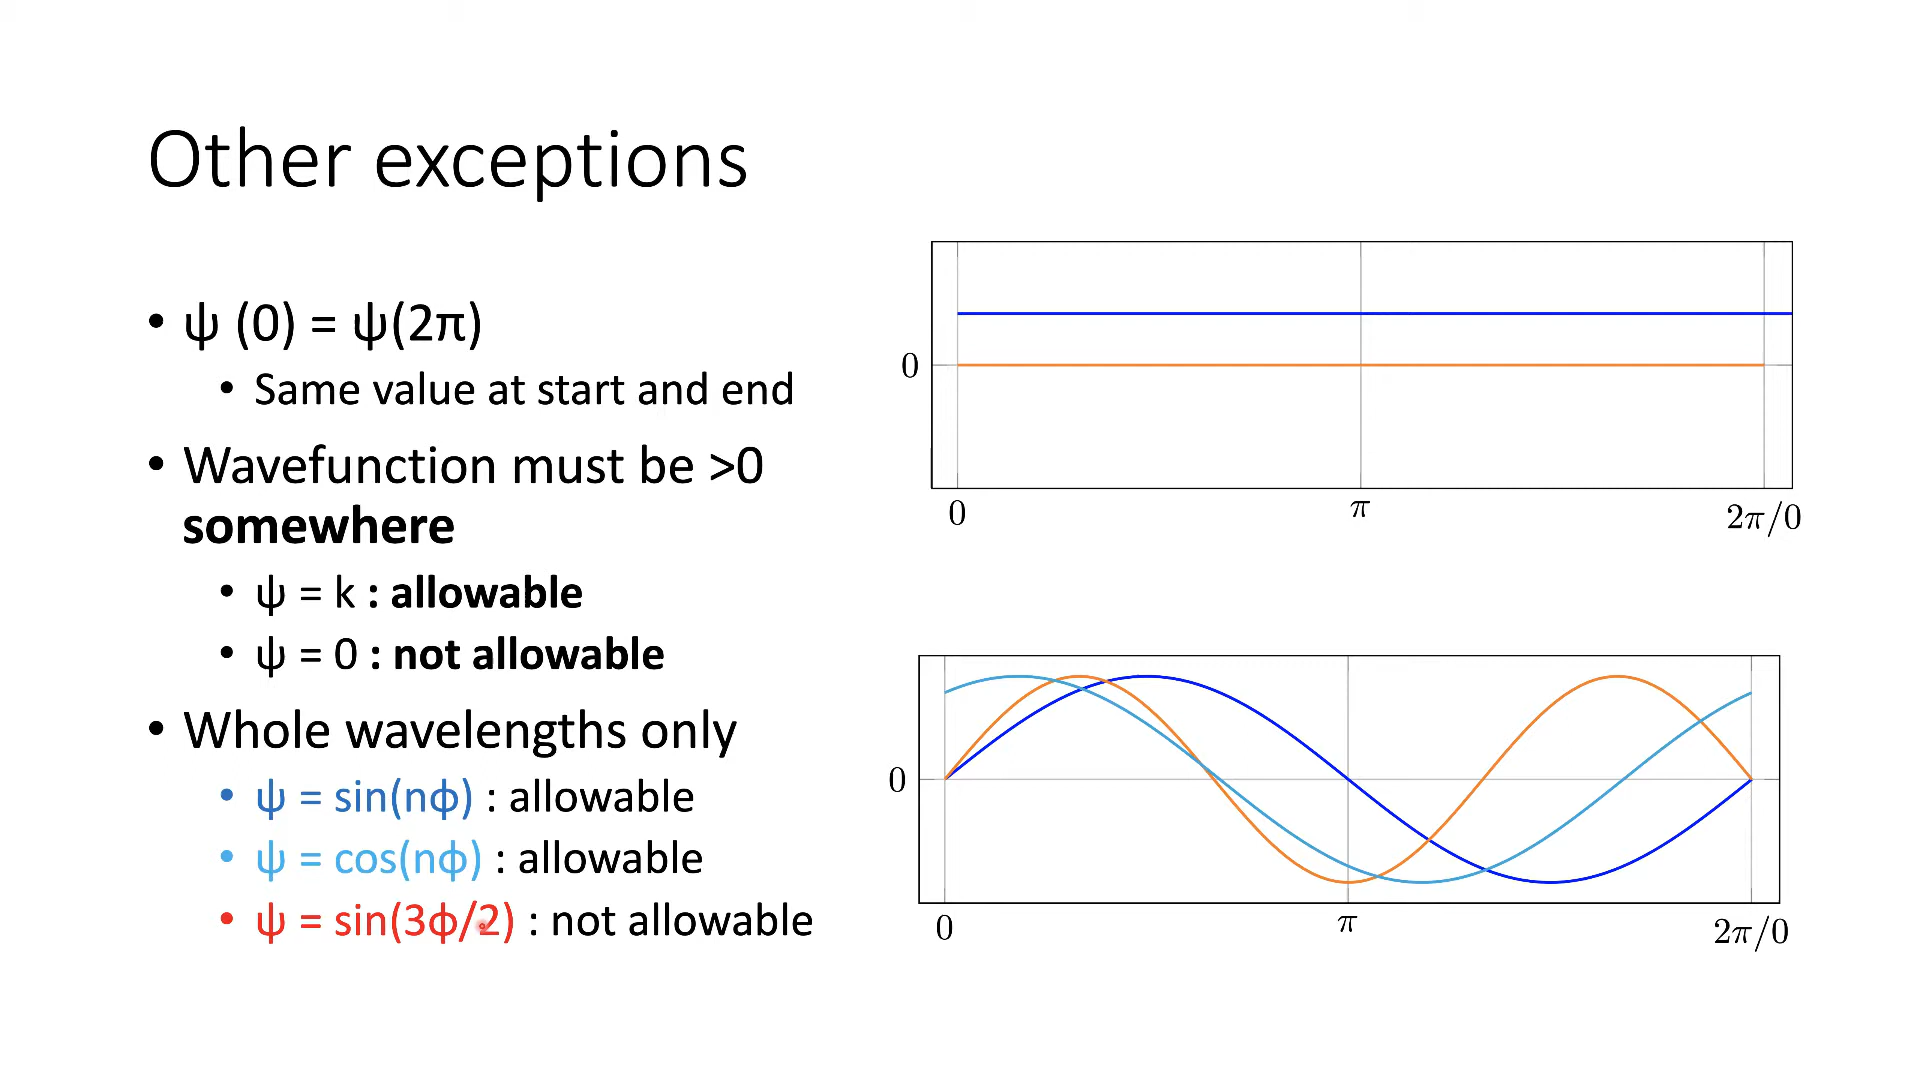 Other exceptions
• ψ (0) = ψ(2π)
• Same value at start and end
• Wavefunction must be >0
somewhere
• ψ = k : allowable
• ψ = 0 : not allowable
• Whole wavelengths only
• ψ = sin(nϕ) : allowable
• ψ = cos(nϕ) : allowable
• ψ = sin(3ϕ/2) : not allowable
0
0 π 2π/0
0
0 π 2π/0